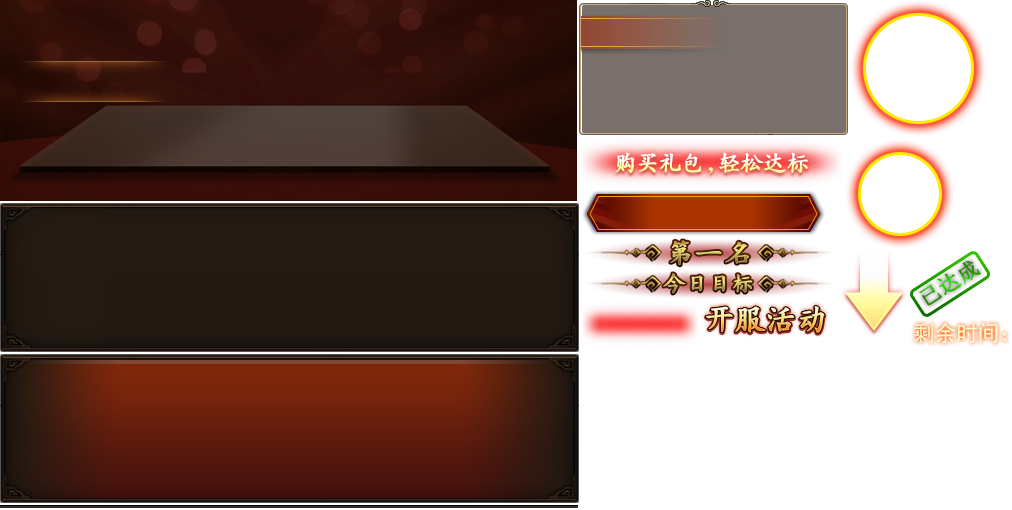 购买礼包,轻松达标
第一名
今日目标
开服活动
已达成
剩余时间: